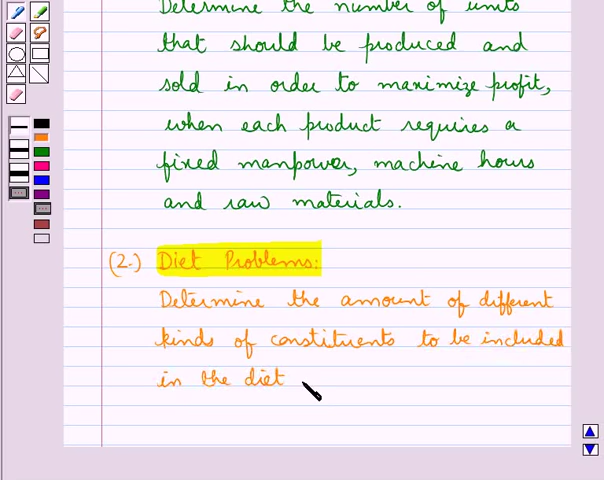 Determine the number of units
that should be produced and
sold in order to maximize profit,
when each product requires a
fixed manpower, machine hours
and raw materials.
(2.) Diet Problems:
Determine the amount of different
kinds of constituents to be included
in the diet